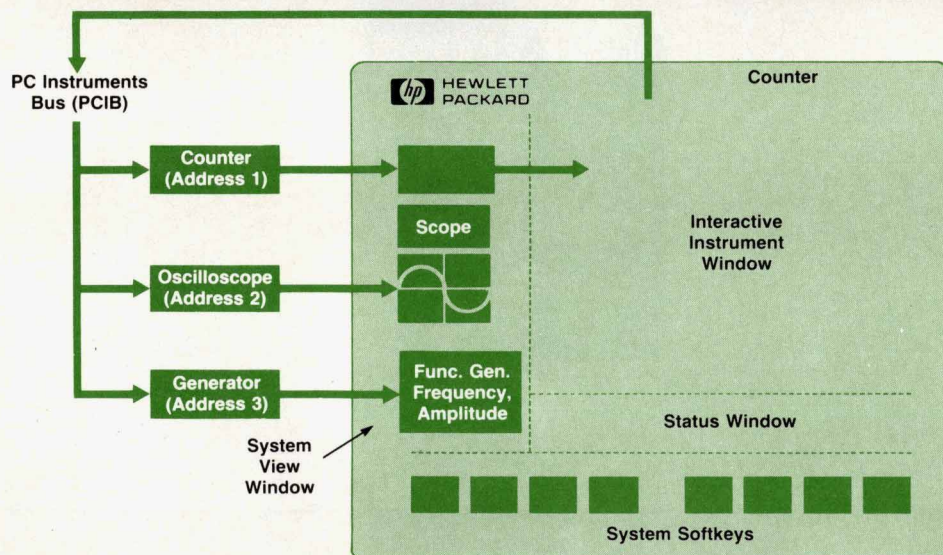 PC Instruments
Bus (PCIB)
Counter
(Address 1)
Oscilloscope
(Address 2)
Generator
(Address 3)
System
View
Window
hp HEWLETT
PACKARD
Counter
Scope
Func. Gen.
Frequency,
Amplitude
Interactive
Instrument
Window
Status Window
System Softkeys